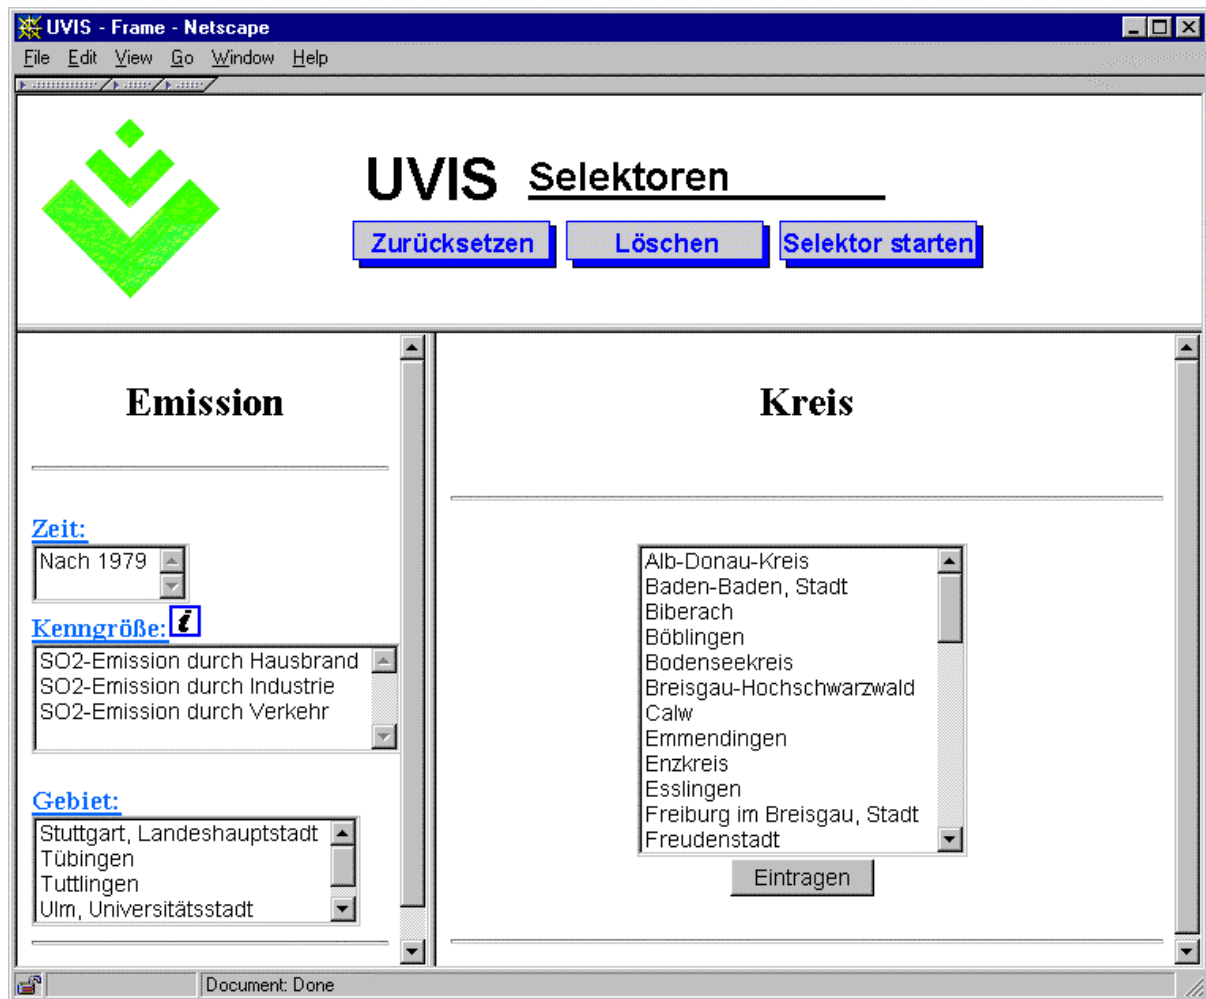 UVIS - Frame - Netscape
File Edit View Go Window Help
UVIS Selektoren
Zurücksetzen Löschen Selektor starten
Emission
Zeit:
Nach 1979
Kenngröße: i
SO2-Emission durch Hausbrand
SO2-Emission durch Industrie
SO2-Emission durch Verkehr
Gebiet:
Stuttgart, Landeshauptstadt
Tübingen
Tuttlingen
Ulm, Universitätsstadt
Kreis
Alb-Donau-Kreis
Baden-Baden, Stadt
Biberach
Böblingen
Bodenseekreis
Breisgau-Hochschwarzwald
Calw
Emmendingen
Enzkreis
Esslingen
Freiburg im Breisgau, Stadt
Freudenstadt
Eintragen
Document: Done